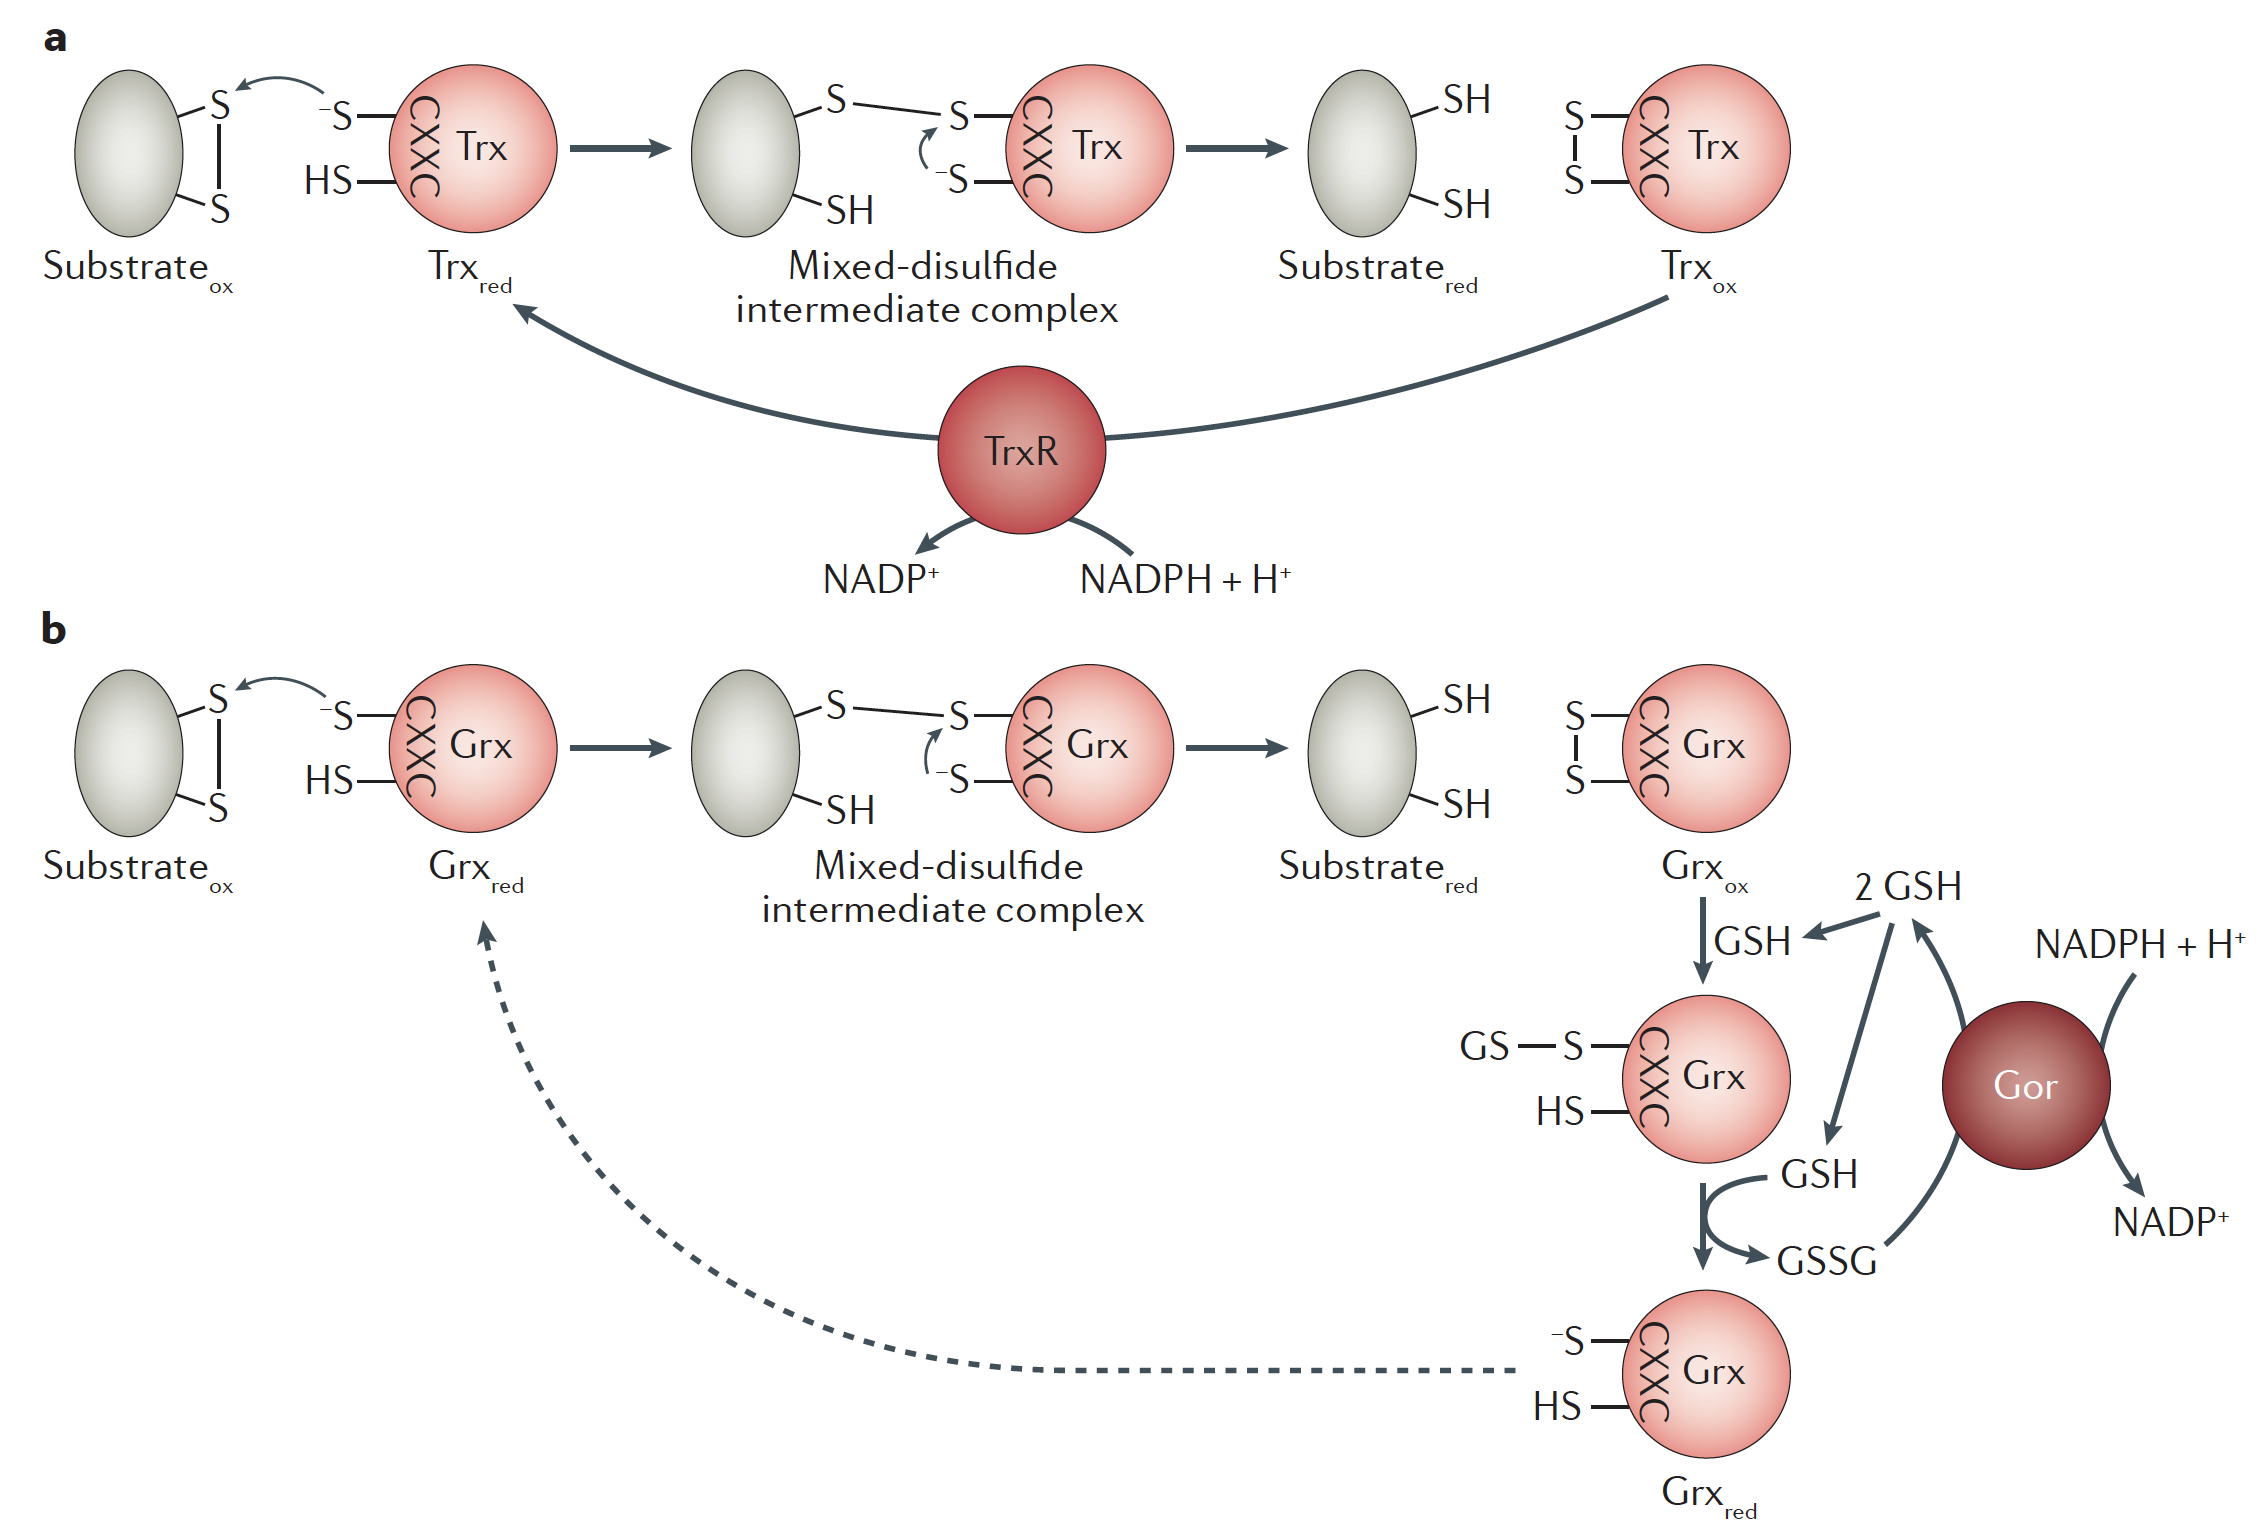 a
S
S
⁻S
HS
CXXC
Trx
S
SH
S
⁻S
CXXC
Trx
SH
SH
S
S
CXXC
Trx
Substrate ox
Trx red
Mixed-disulfide
intermediate complex
Substrate red
Trx ox
TrxR
NADP⁺
NADPH + H⁺
b
S
S
⁻S
HS
CXXC
Grx
S
SH
S
⁻S
CXXC
Grx
SH
SH
S
S
CXXC
Grx
Substrate ox
Grx red
Mixed-disulfide
intermediate complex
Substrate red
Grx ox
2 GSH
GSH
NADPH + H⁺
GS
S
HS
CXXC
Grx
Gor
GSH
NADP⁺
GSSG
⁻S
HS
CXXC
Grx
Grx red